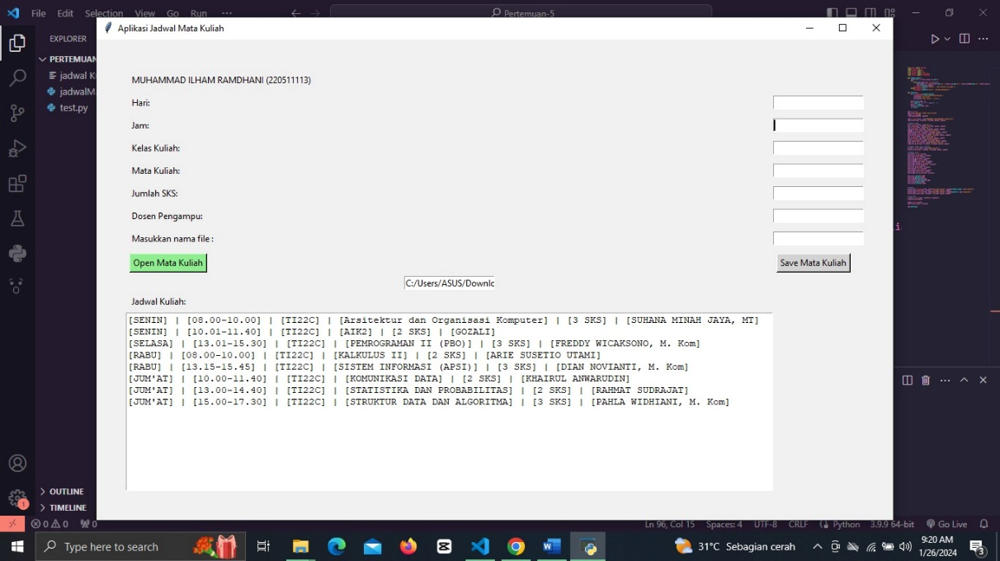 File Edit Selection View Go Run ··· Pertemuan-5
Aplikasi Jadwal Mata Kuliah
EXPLORER
PERTEMUAN
jadwal K
jadwalM
test.py
MUHAMMAD ILHAM RAMDHANI (220511113)
Hari:
Jam:
Kelas Kuliah:
Mata Kuliah:
Jumlah SKS:
Dosen Pengampu:
Masukkan nama file :
Open Mata Kuliah Save Mata Kuliah
C:/Users/ASUS/Downlo
Jadwal Kuliah:
[SENIN] | [08.00-10.00] | [TI22C] | [Arsitektur dan Organisasi Komputer] | [3 SKS] | [SUHANA MINAH JAYA, MT]
[SENIN] | [10.01-11.40] | [TI22C] | [AIK2] | [2 SKS] | [GOZALI]
[SELASA] | [13.01-15.30] | [TI22C] | [PEMROGRAMAN II (PBO)] | [3 SKS] | [FREDDY WICAKSONO, M. Kom]
[RABU] | [08.00-10.00] | [TI22C] | [KALKULUS II] | [2 SKS] | [ARIE SUSETIO UTAMI]
[RABU] | [13.15-15.45] | [TI22C] | [SISTEM INFORMASI (APSI)] | [3 SKS] | [DIAN NOVIANTI, M. Kom]
[JUM'AT] | [10.00-11.40] | [TI22C] | [KOMUNIKASI DATA] | [2 SKS] | [KHAIRUL ANWARUDIN]
[JUM'AT] | [13.00-14.40] | [TI22C] | [STATISTIKA DAN PROBABILITAS] | [2 SKS] | [RAHMAT SUDRAJAT]
[JUM'AT] | [15.00-17.30] | [TI22C] | [STRUKTUR DATA DAN ALGORITMA] | [3 SKS] | [PAHLA WIDHIANI, M. Kom]
OUTLINE
TIMELINE
1
0 0 0 Ln 96, Col 15 Spaces: 4 UTF-8 CRLF Python 3.9.9 64-bit Go Live
Type here to search 31°C Sebagian cerah 9:20 AM
1/26/2024
3